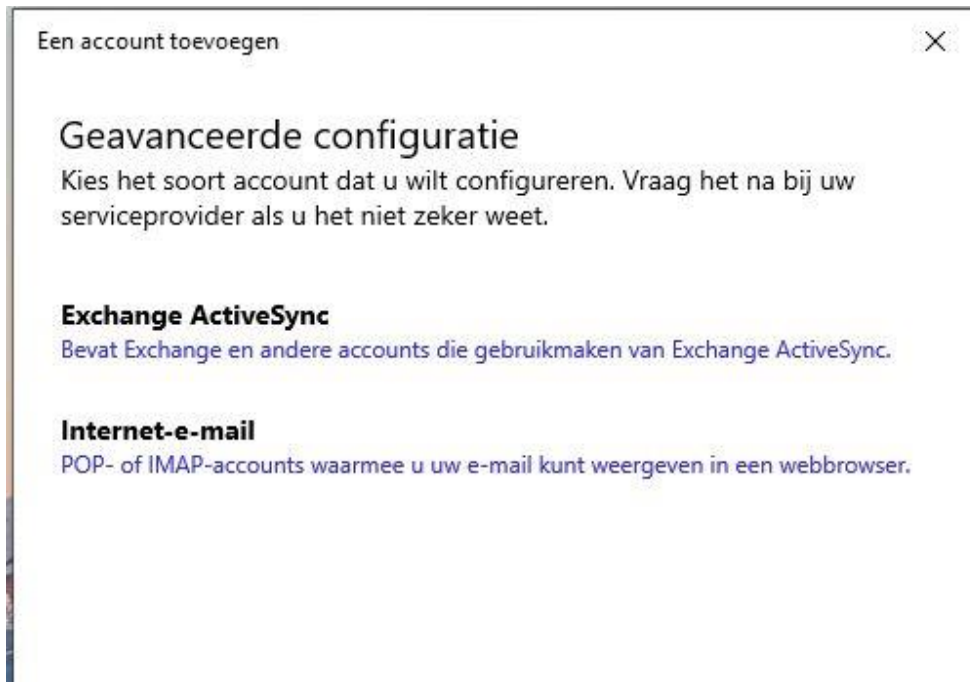 Een account toevoegen
Geavanceerde configuratie
Kies het soort account dat u wilt configureren. Vraag het na bij uw
serviceprovider als u het niet zeker weet.
Exchange ActiveSync
Bevat Exchange en andere accounts die gebruikmaken van Exchange ActiveSync.
Internet-e-mail
POP- of IMAP-accounts waarmee u uw e-mail kunt weergeven in een webbrowser.